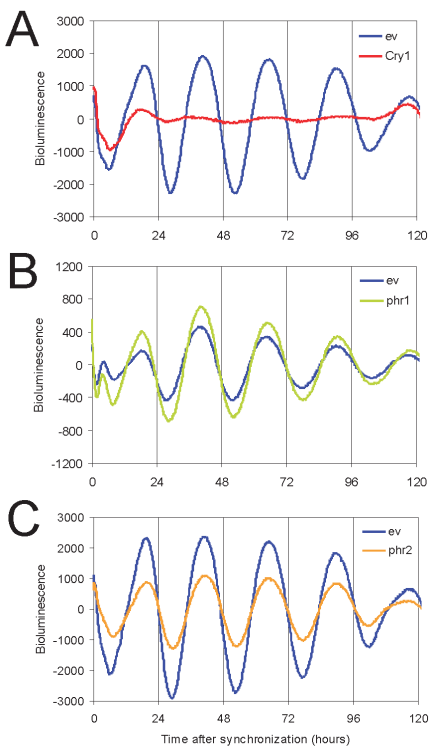 A
3000
2000
1000
0
-1000
-2000
-3000
Bioluminescence
ev
Cry1
0 24 48 72 96 120
B
1200
800
400
0
-400
-800
-1200
Bioluminescence
ev
phr1
0 24 48 72 96 120
C
3000
2000
1000
0
-1000
-2000
-3000
Bioluminescence
ev
phr2
0 24 48 72 96 120
Time after synchronization (hours)